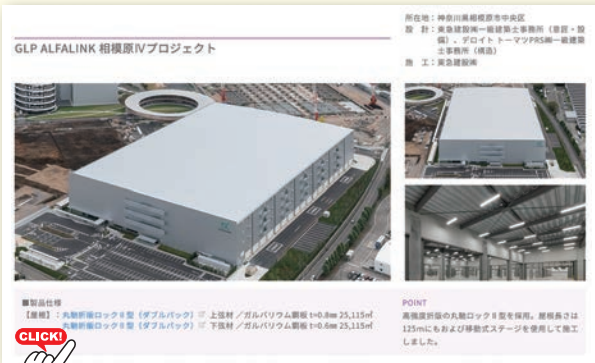 GLP ALFALINK 相模原Ⅳプロジェクト
所在地:神奈川県相模原市中央区
設 計:東急建設㈱一級建築士事務所(意匠・設
備)、デロイト トーマツPRS㈱一級建築
士事務所(構造)
施 工:東急建設㈱
■製品仕様
【屋根】:丸馳折版ロックⅡ型(ダブルパック) 上弦材/ガルバリウム鋼板 t=0.8㎜ 25,115㎡
丸馳折版ロックⅡ型(ダブルパック) 下弦材/ガルバリウム鋼板 t=0.6㎜ 25,115㎡
POINT
高強度折版の丸馳ロックⅡ型を採用。屋根長さは
125mにもおよび移動式ステージを使用して施工
しました。
CLICK!